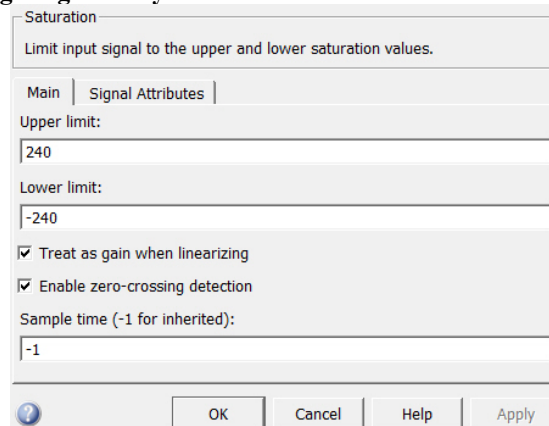 Saturation
Limit input signal to the upper and lower saturation values.
Main Signal Attributes
Upper limit:
240
Lower limit:
-240
Treat as gain when linearizing
Enable zero-crossing detection
Sample time (-1 for inherited):
-1
OK Cancel Help Apply